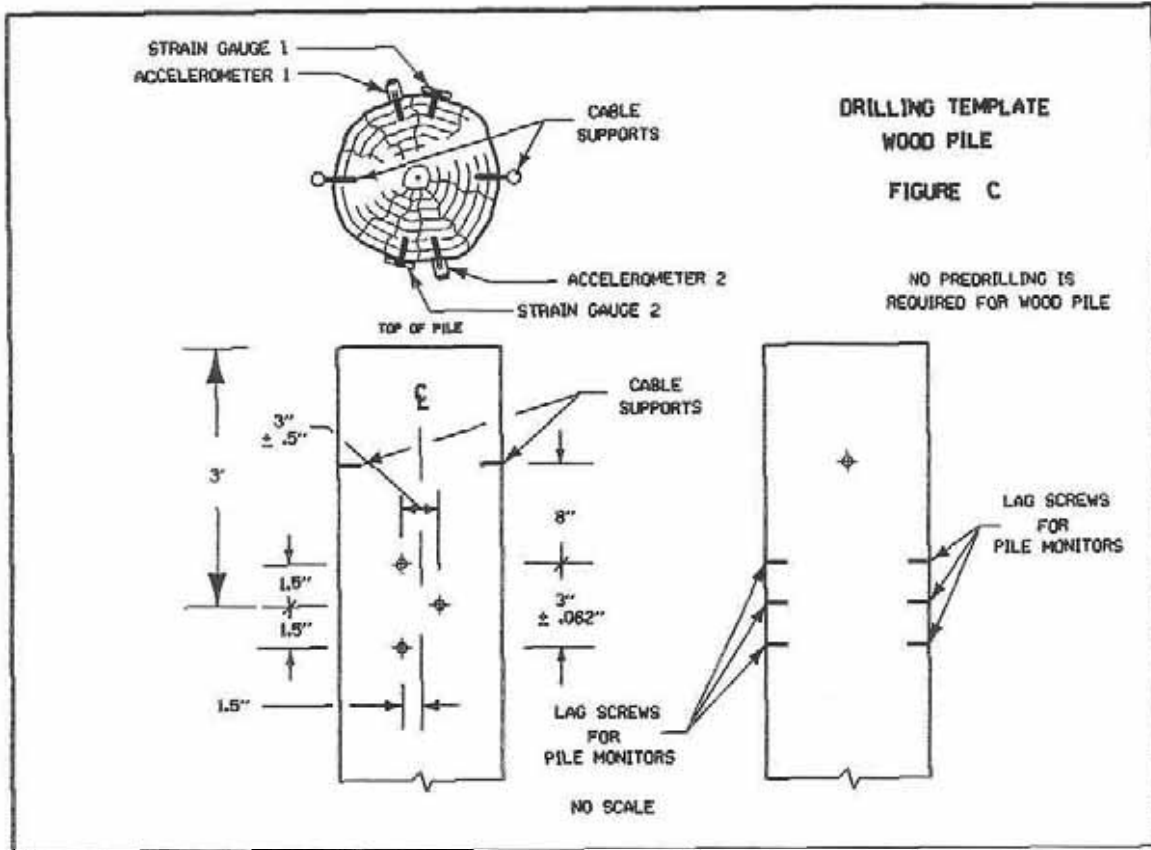 STRAIN GAUGE 1
ACCELEROMETER 1
CABLE
SUPPORTS
DRILLING TEMPLATE
WOOD PILE
FIGURE C
ACCELEROMETER 2
STRAIN GAUGE 2
NO PREDRILLING IS
REQUIRED FOR WOOD PILE
TOP OF PILE
℄
CABLE
SUPPORTS
3"
± .5"
3'
8"
1.5"
1.5"
3"
± .062"
1.5"
LAG SCREWS
FOR
PILE MONITORS
LAG SCREWS
FOR
PILE MONITORS
NO SCALE